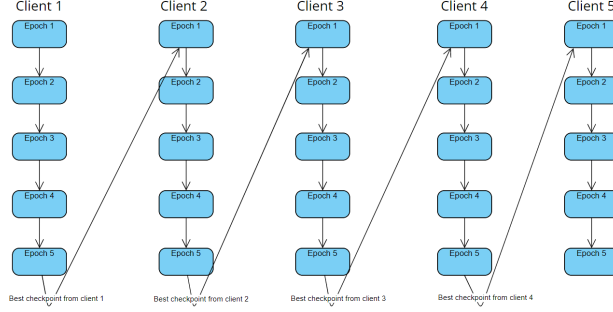 Client 1 Client 2 Client 3 Client 4 Client 5
Epoch 1 Epoch 1 Epoch 1 Epoch 1 Epoch 1
Epoch 2 Epoch 2 Epoch 2 Epoch 2 Epoch 2
Epoch 3 Epoch 3 Epoch 3 Epoch 3 Epoch 3
Epoch 4 Epoch 4 Epoch 4 Epoch 4 Epoch 4
Epoch 5 Epoch 5 Epoch 5 Epoch 5 Epoch 5
Best checkpoint from client 1 Best checkpoint from client 2 Best checkpoint from client 3 Best checkpoint from client 4